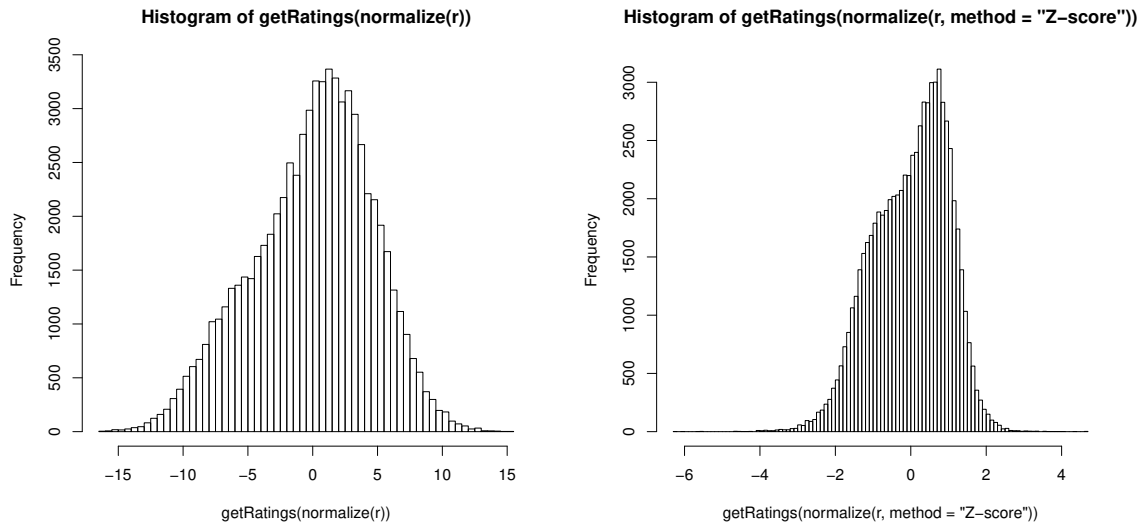 Histogram of getRatings(normalize(r))
Frequency
3500
3000
2500
2000
1500
1000
500
0
−15 −10 −5 0 5 10 15
getRatings(normalize(r))
Histogram of getRatings(normalize(r, method = "Z−score"))
Frequency
3000
2500
2000
1500
1000
500
0
−6 −4 −2 0 2 4
getRatings(normalize(r, method = "Z−score"))